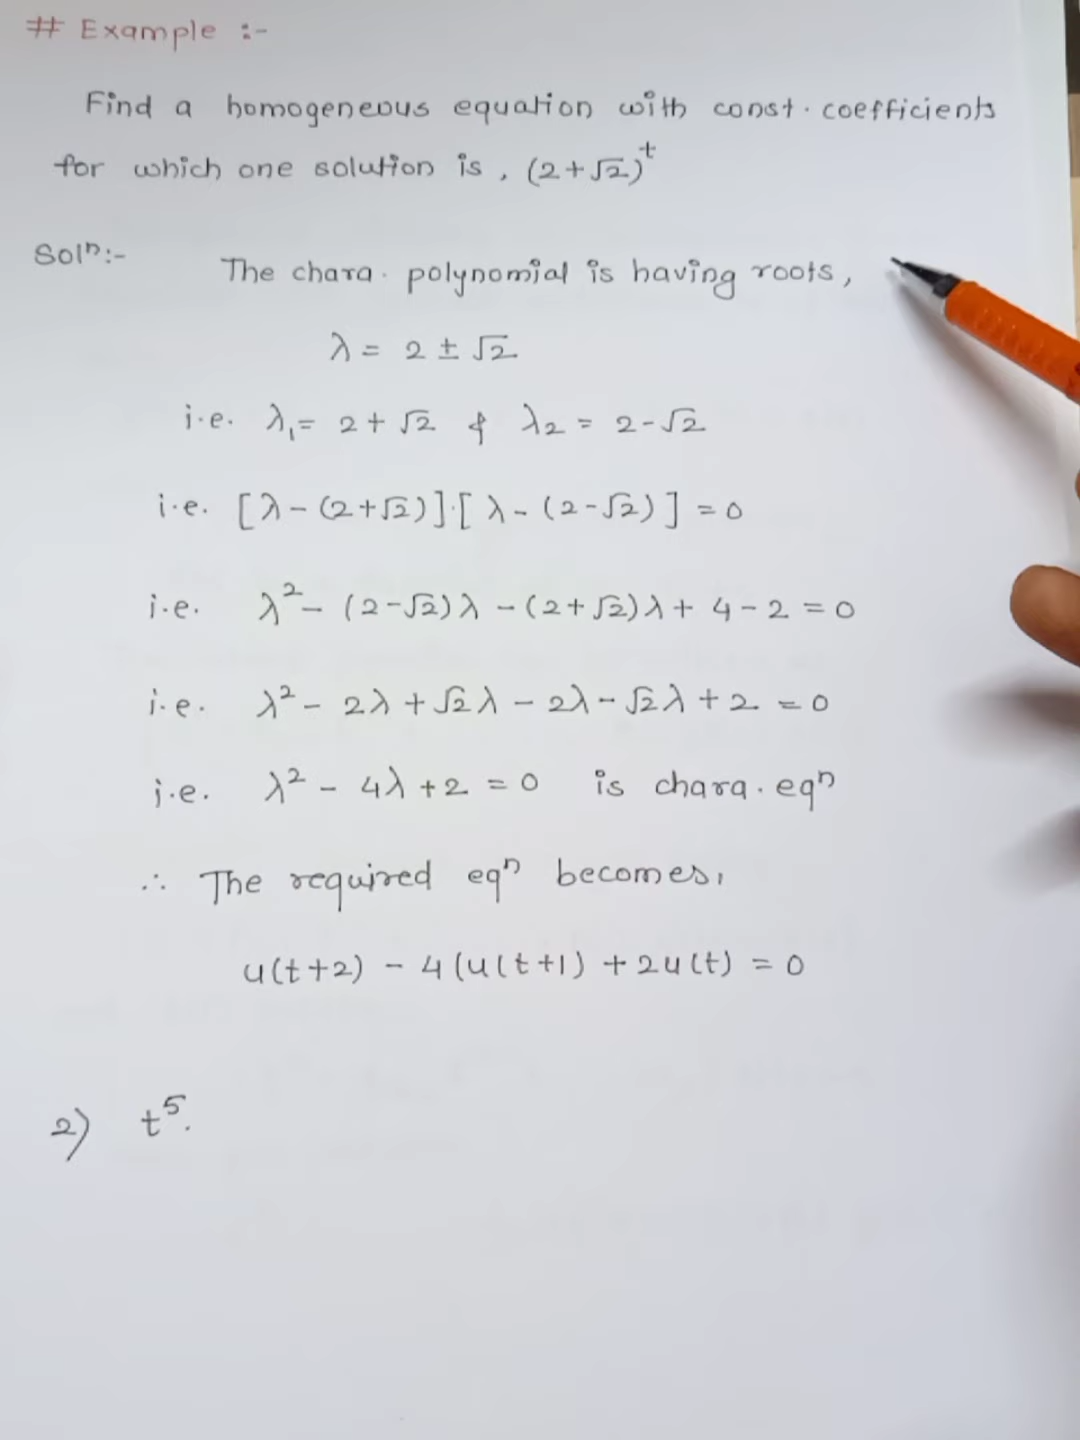 # Example :-
Find a homogeneous equation with const. coefficients
for which one solution is, (2+√2)^t
Solⁿ:- The chara. polynomial is having roots,
λ = 2 ± √2
i.e. λ₁ = 2 + √2 & λ₂ = 2 - √2
i.e. [λ - (2+√2)]·[λ - (2-√2)] = 0
i.e. λ² - (2-√2)λ - (2+√2)λ + 4 - 2 = 0
i.e. λ² - 2λ + √2λ - 2λ - √2λ + 2 = 0
i.e. λ² - 4λ + 2 = 0 is chara. eqⁿ
∴ The required eqⁿ becomes,
u(t+2) - 4(u(t+1) + 2u(t) = 0
2) t⁵.